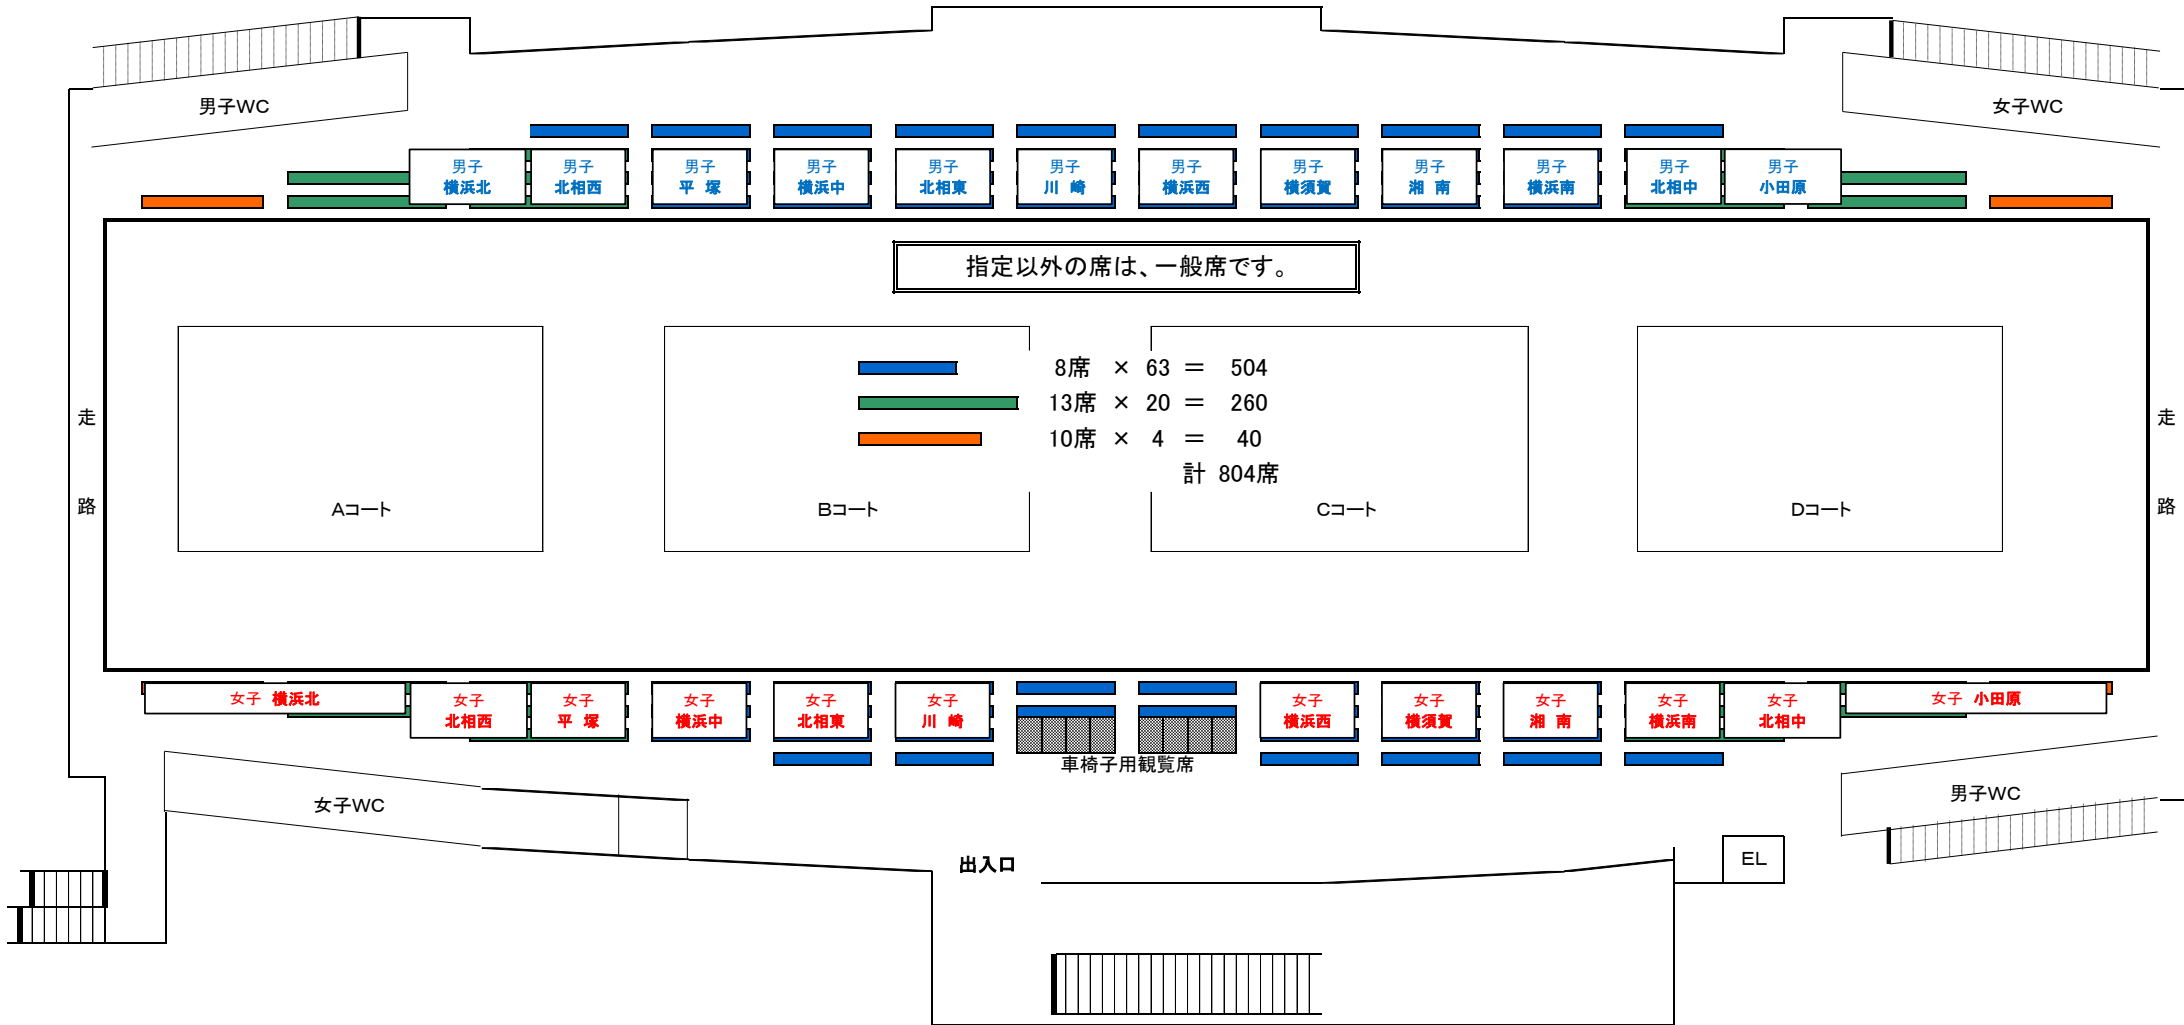 男子WC
女子WC
男子
横浜北
男子
北相西
男子
平 塚
男子
横浜中
男子
北相東
男子
川 崎
男子
横浜西
男子
横須賀
男子
湘 南
男子
横浜南
男子
北相中
男子
小田原
指定以外の席は、一般席です。
8席 × 63 = 504
13席 × 20 = 260
10席 × 4 = 40
計 804席
走
路
走
路
Aコート
Bコート
Cコート
Dコート
女子 横浜北
女子
北相西
女子
平 塚
女子
横浜中
女子
北相東
女子
川 崎
女子
横浜西
女子
横須賀
女子
湘 南
女子
横浜南
女子
北相中
女子 小田原
車椅子用観覧席
女子WC
男子WC
出入口
EL